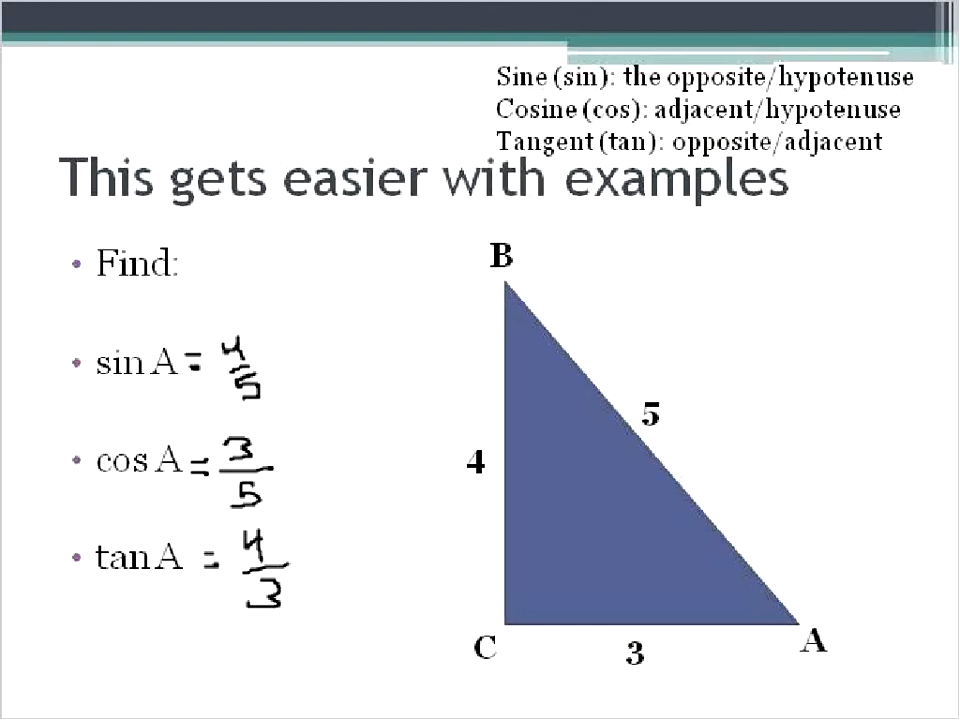 Sine (sin): the opposite/hypotenuse
Cosine (cos): adjacent/hypotenuse
Tangent (tan): opposite/adjacent
This gets easier with examples
• Find:
• sin A = 4/5
• cos A = 3/5
• tan A = 4/3
B
5
4
C
3
A